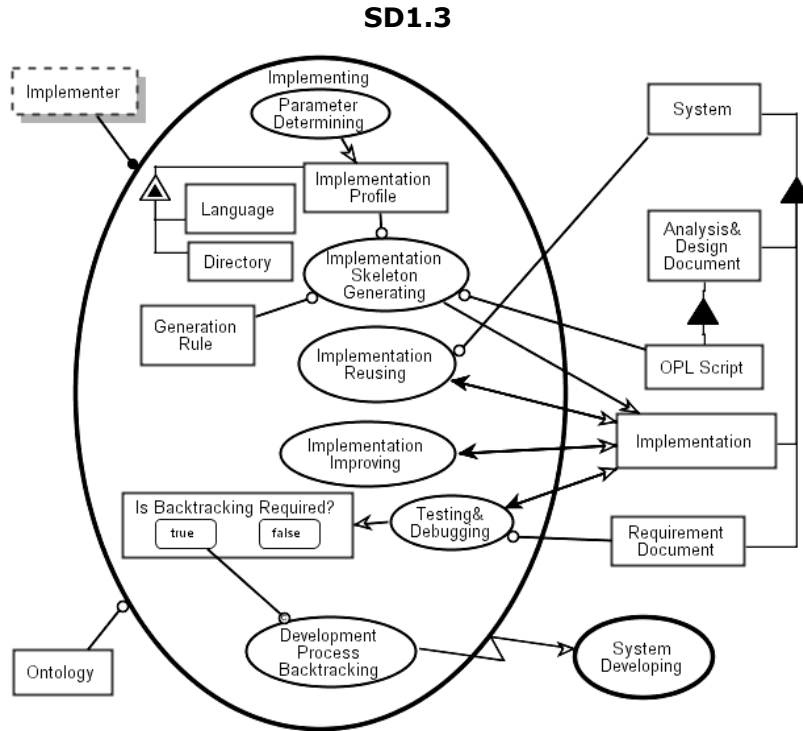 SD1.3
Implementing
Implementer
Parameter
Determining
System
Implementation
Profile
Language
Analysis&
Design
Document
Directory
Implementation
Skeleton
Generating
Generation
Rule
Implementation
Reusing
OPL Script
Implementation
Implementation
Improving
Is Backtracking Required?
true
false
Testing&
Debugging
Requirement
Document
c
Development
Process
Backtracking
System
Developing
Ontology